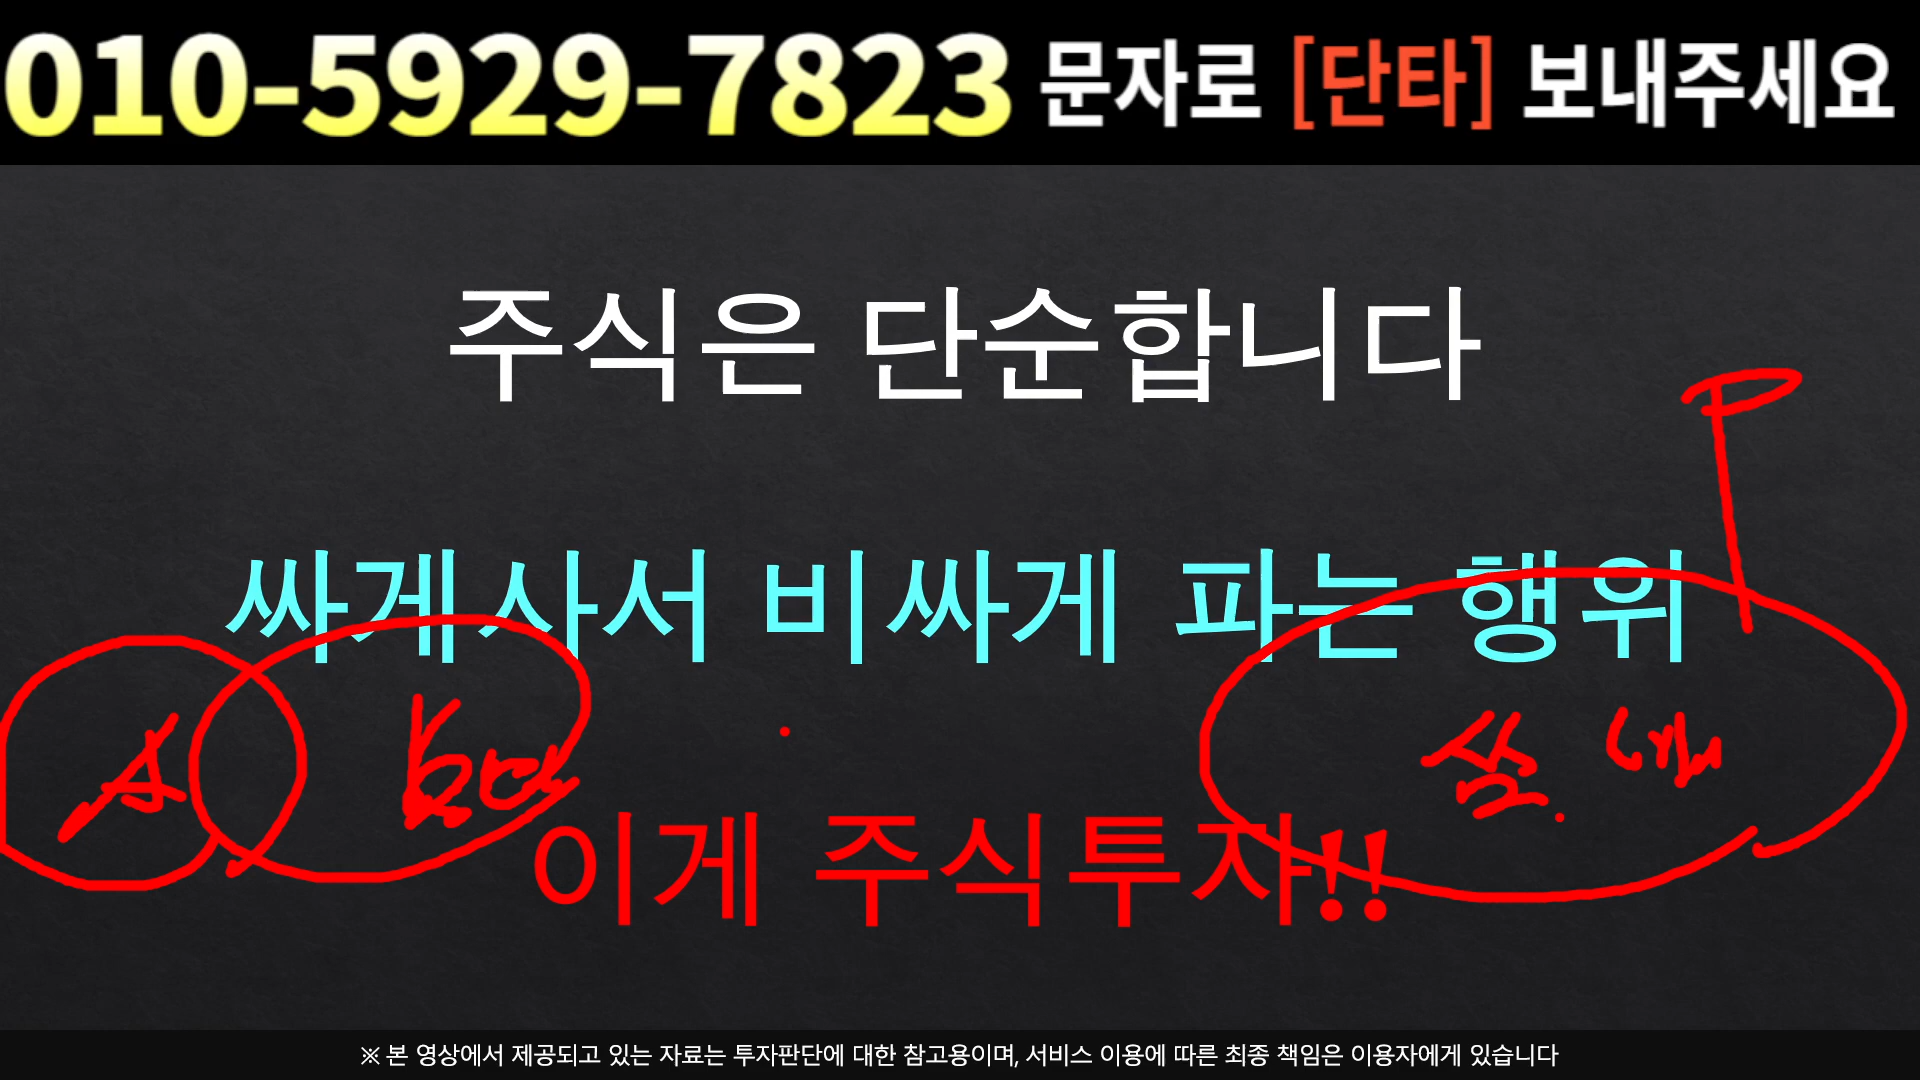 010-5929-7823 문자로 [단타] 보내주세요
주식은 단순합니다
싸게사서 비싸게 파는 행위
이게 주식투자!!
※ 본 영상에서 제공되고 있는 자료는 투자판단에 대한 참고용이며, 서비스 이용에 따른 최종 책임은 이용자에게 있습니다